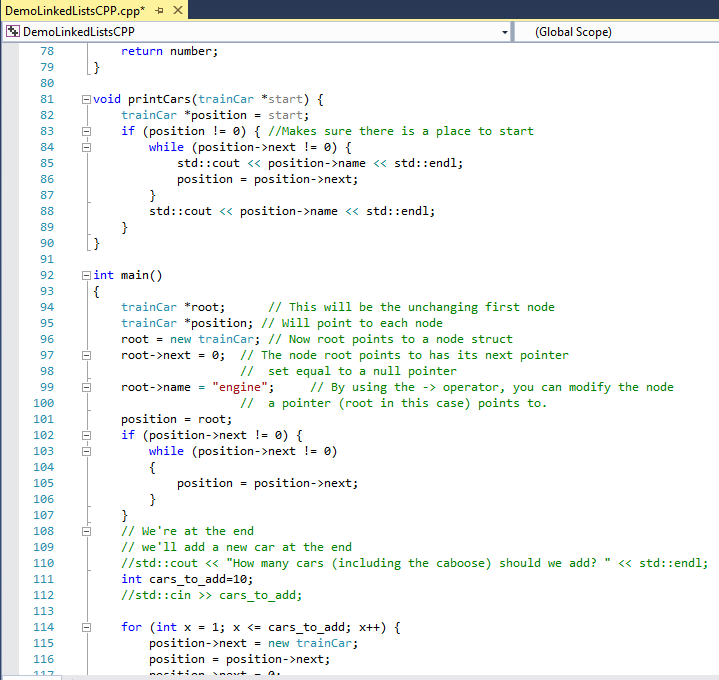 DemoLinkedListsCPP.cpp*
DemoLinkedListsCPP (Global Scope)
78 return number;
79 }
80
81 void printCars(trainCar *start) {
82 trainCar *position = start;
83 if (position != 0) { //Makes sure there is a place to start
84 while (position->next != 0) {
85 std::cout << position->name << std::endl;
86 position = position->next;
87 }
88 std::cout << position->name << std::endl;
89 }
90 }
91
92 int main()
93 {
94 trainCar *root; // This will be the unchanging first node
95 trainCar *position; // Will point to each node
96 root = new trainCar; // Now root points to a node struct
97 root->next = 0; // The node root points to has its next pointer
98 // set equal to a null pointer
99 root->name = "engine"; // By using the -> operator, you can modify the node
100 // a pointer (root in this case) points to.
101 position = root;
102 if (position->next != 0) {
103 while (position->next != 0)
104 {
105 position = position->next;
106 }
107 }
108 // We're at the end
109 // we'll add a new car at the end
110 //std::cout << "How many cars (including the caboose) should we add? " << std::endl;
111 int cars_to_add=10;
112 //std::cin >> cars_to_add;
113
114 for (int x = 1; x <= cars_to_add; x++) {
115 position->next = new trainCar;
116 position = position->next;
117 position->next = 0;